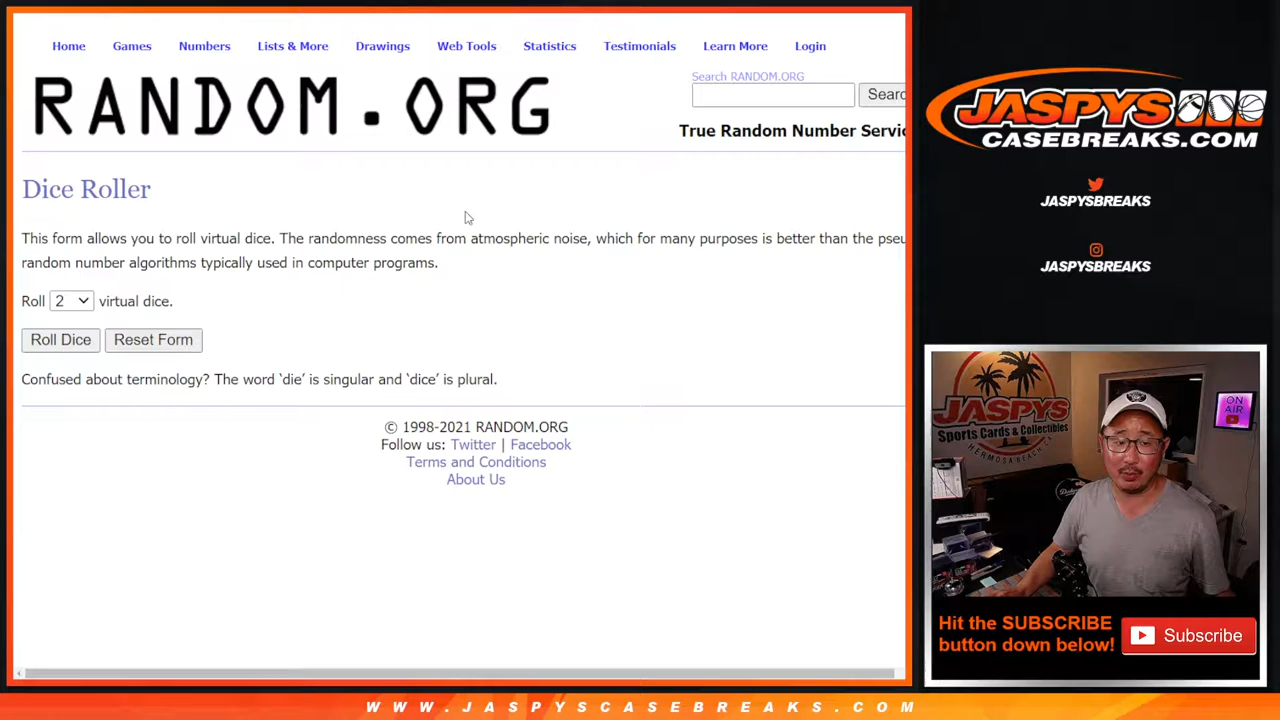 Home Games Numbers Lists & More Drawings Web Tools Statistics Testimonials Learn More Login
RANDOM.ORG
Search RANDOM.ORG
Searc
True Random Number Servic
Dice Roller
This form allows you to roll virtual dice. The randomness comes from atmospheric noise, which for many purposes is better than the pseu
random number algorithms typically used in computer programs.
Roll 2 virtual dice.
Roll Dice Reset Form
Confused about terminology? The word ‘die’ is singular and ‘dice’ is plural.
© 1998-2021 RANDOM.ORG
Follow us: Twitter | Facebook
Terms and Conditions
About Us
JASPYS
CASEBREAKS.COM
JASPYSBREAKS
JASPYSBREAKS
JASPYS
Sports Cards & Collectibles
HERMOSA BEACH, CA
ON AIR
Hit the SUBSCRIBE
button down below!
Subscribe
WWW.JASPYSCASEBREAKS.COM